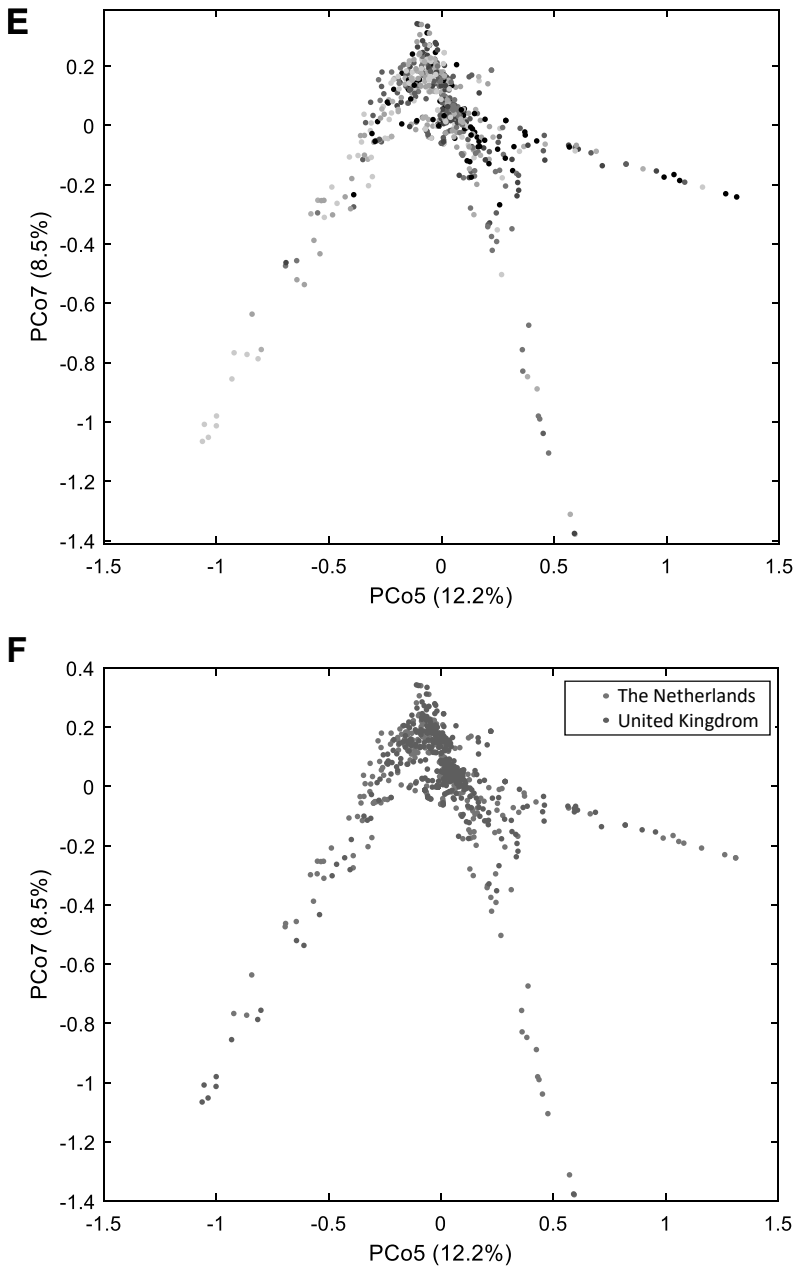 E
0.2
0
-0.2
-0.4
-0.6
-0.8
-1
-1.2
-1.4
PCo7 (8.5%)
-1.5 -1 -0.5 0 0.5 1 1.5
PCo5 (12.2%)
F
0.4
0.2
0
-0.2
-0.4
-0.6
-0.8
-1
-1.2
-1.4
PCo7 (8.5%)
The Netherlands
United Kingdrom
-1.5 -1 -0.5 0 0.5 1 1.5
PCo5 (12.2%)